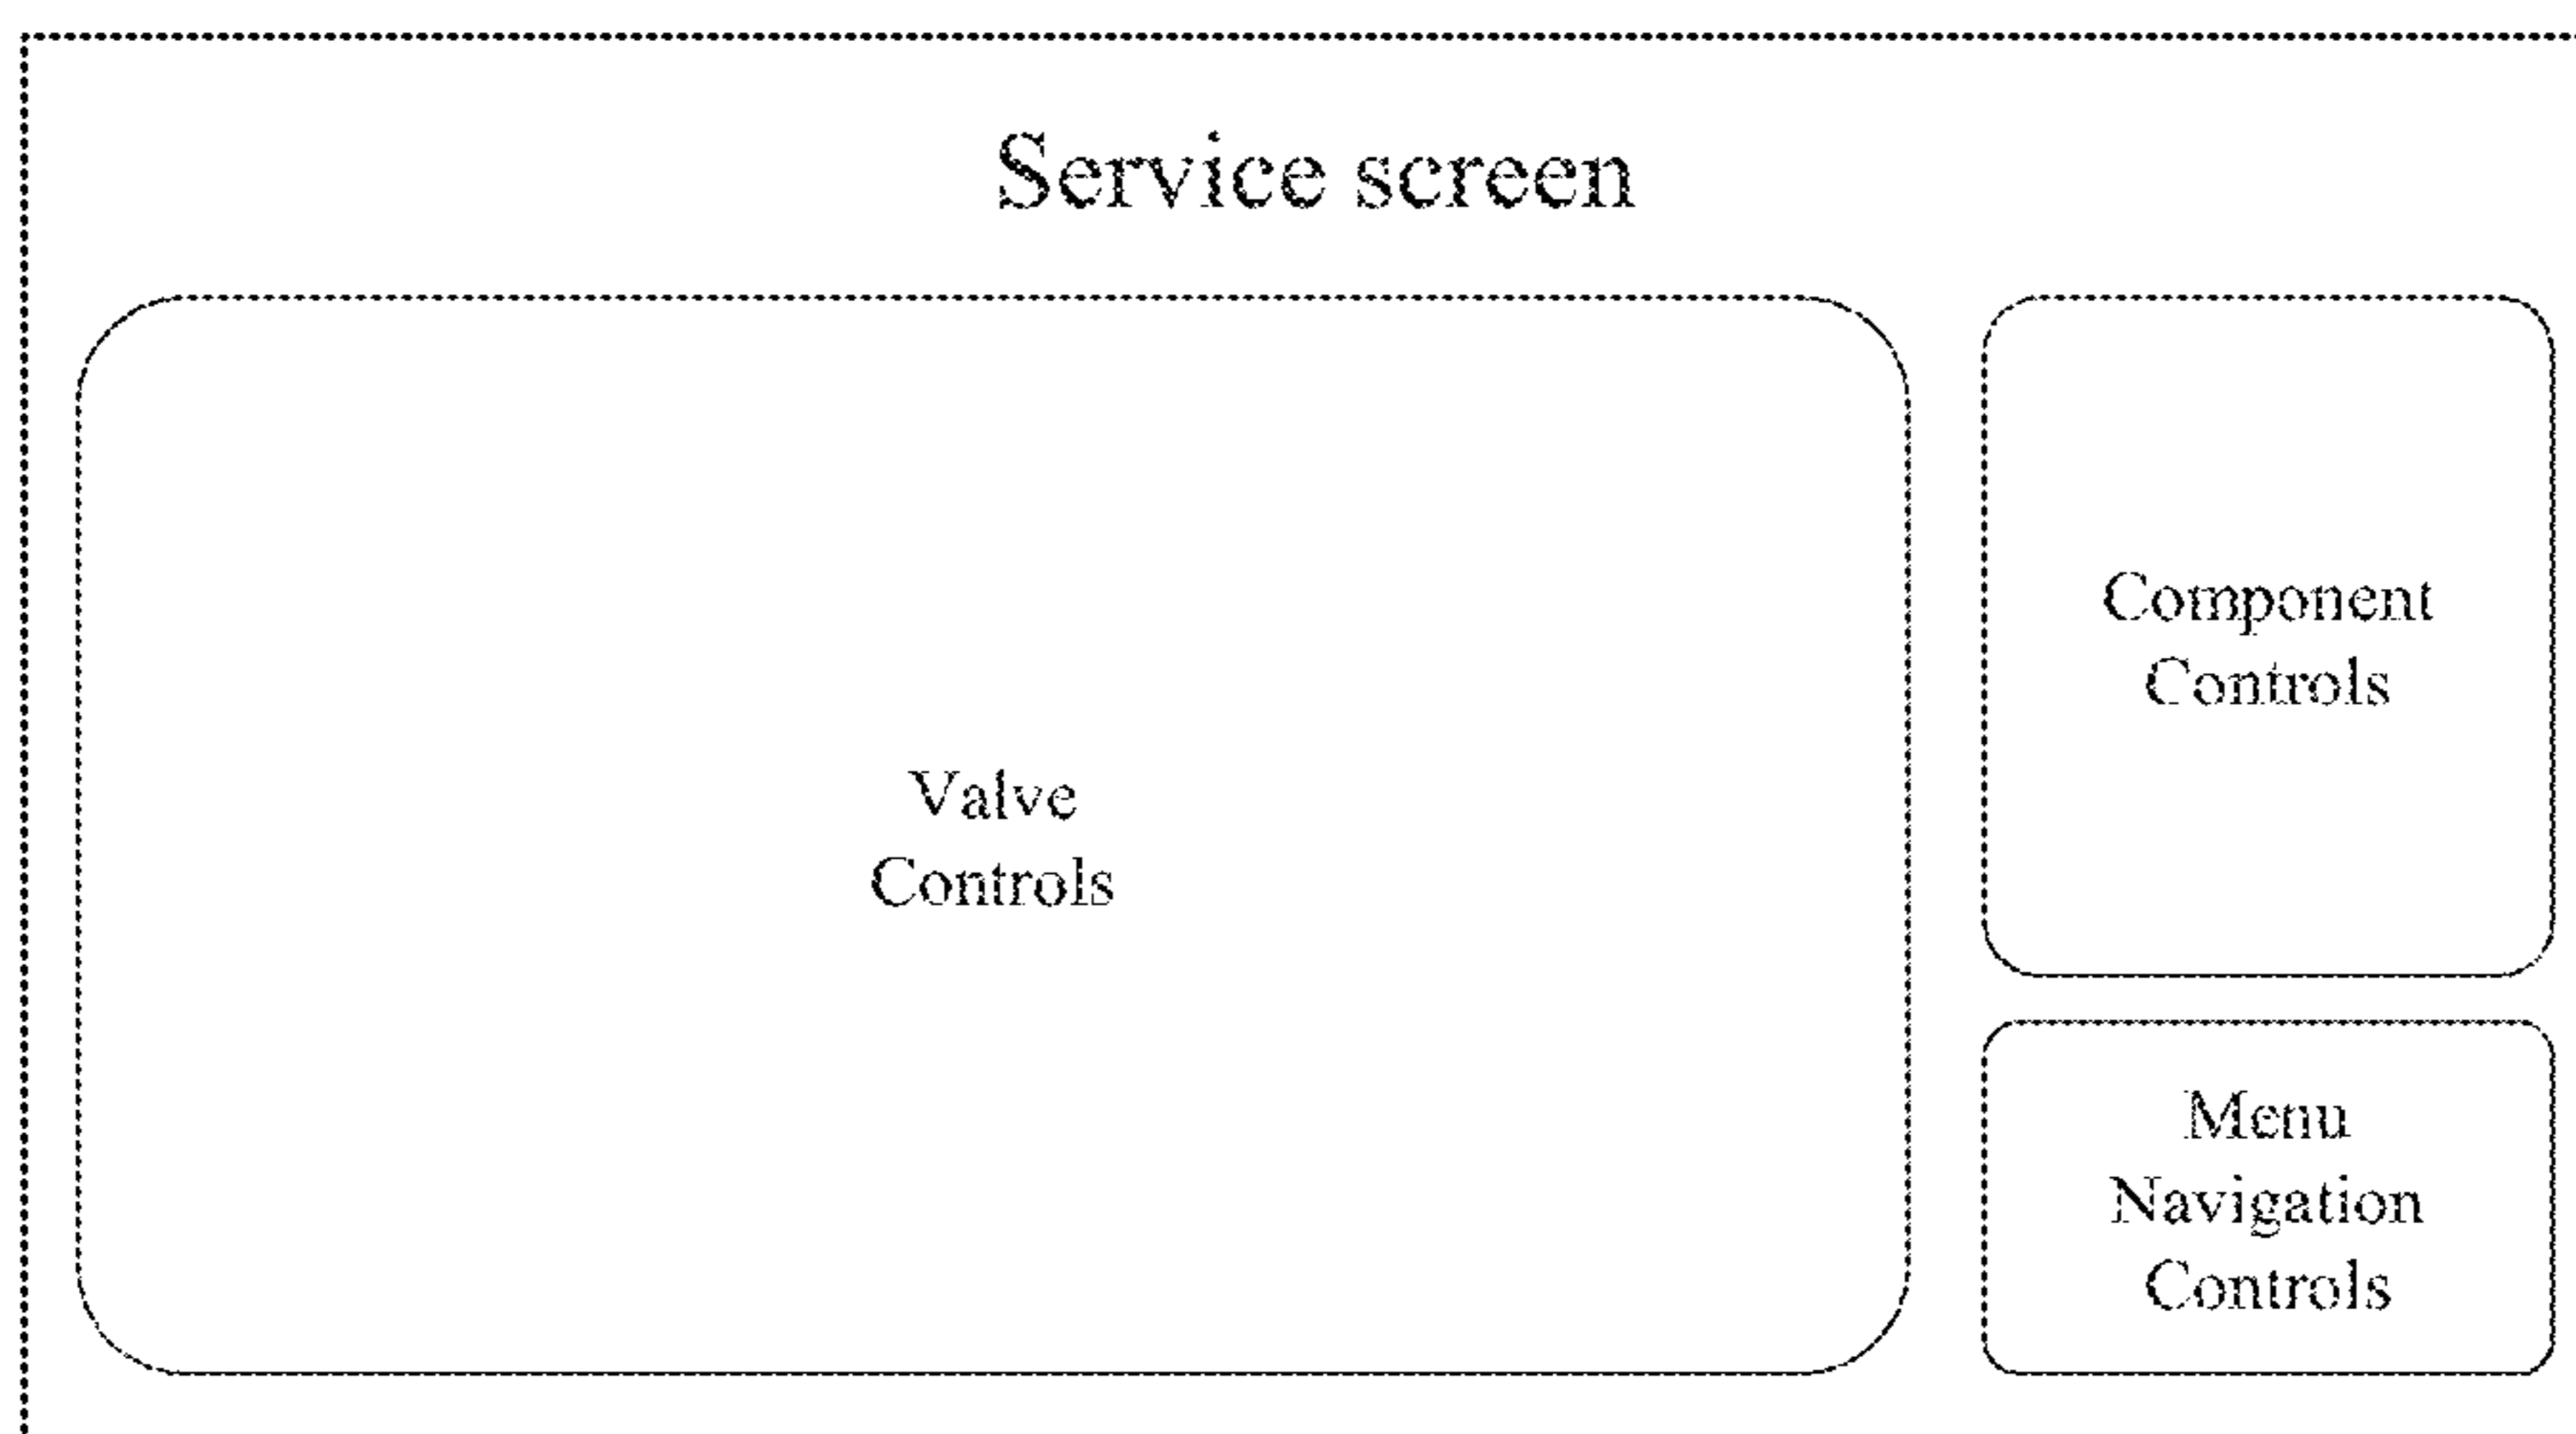 Service screen
Valve
Controls
Component
Controls
Menu
Navigation
Controls